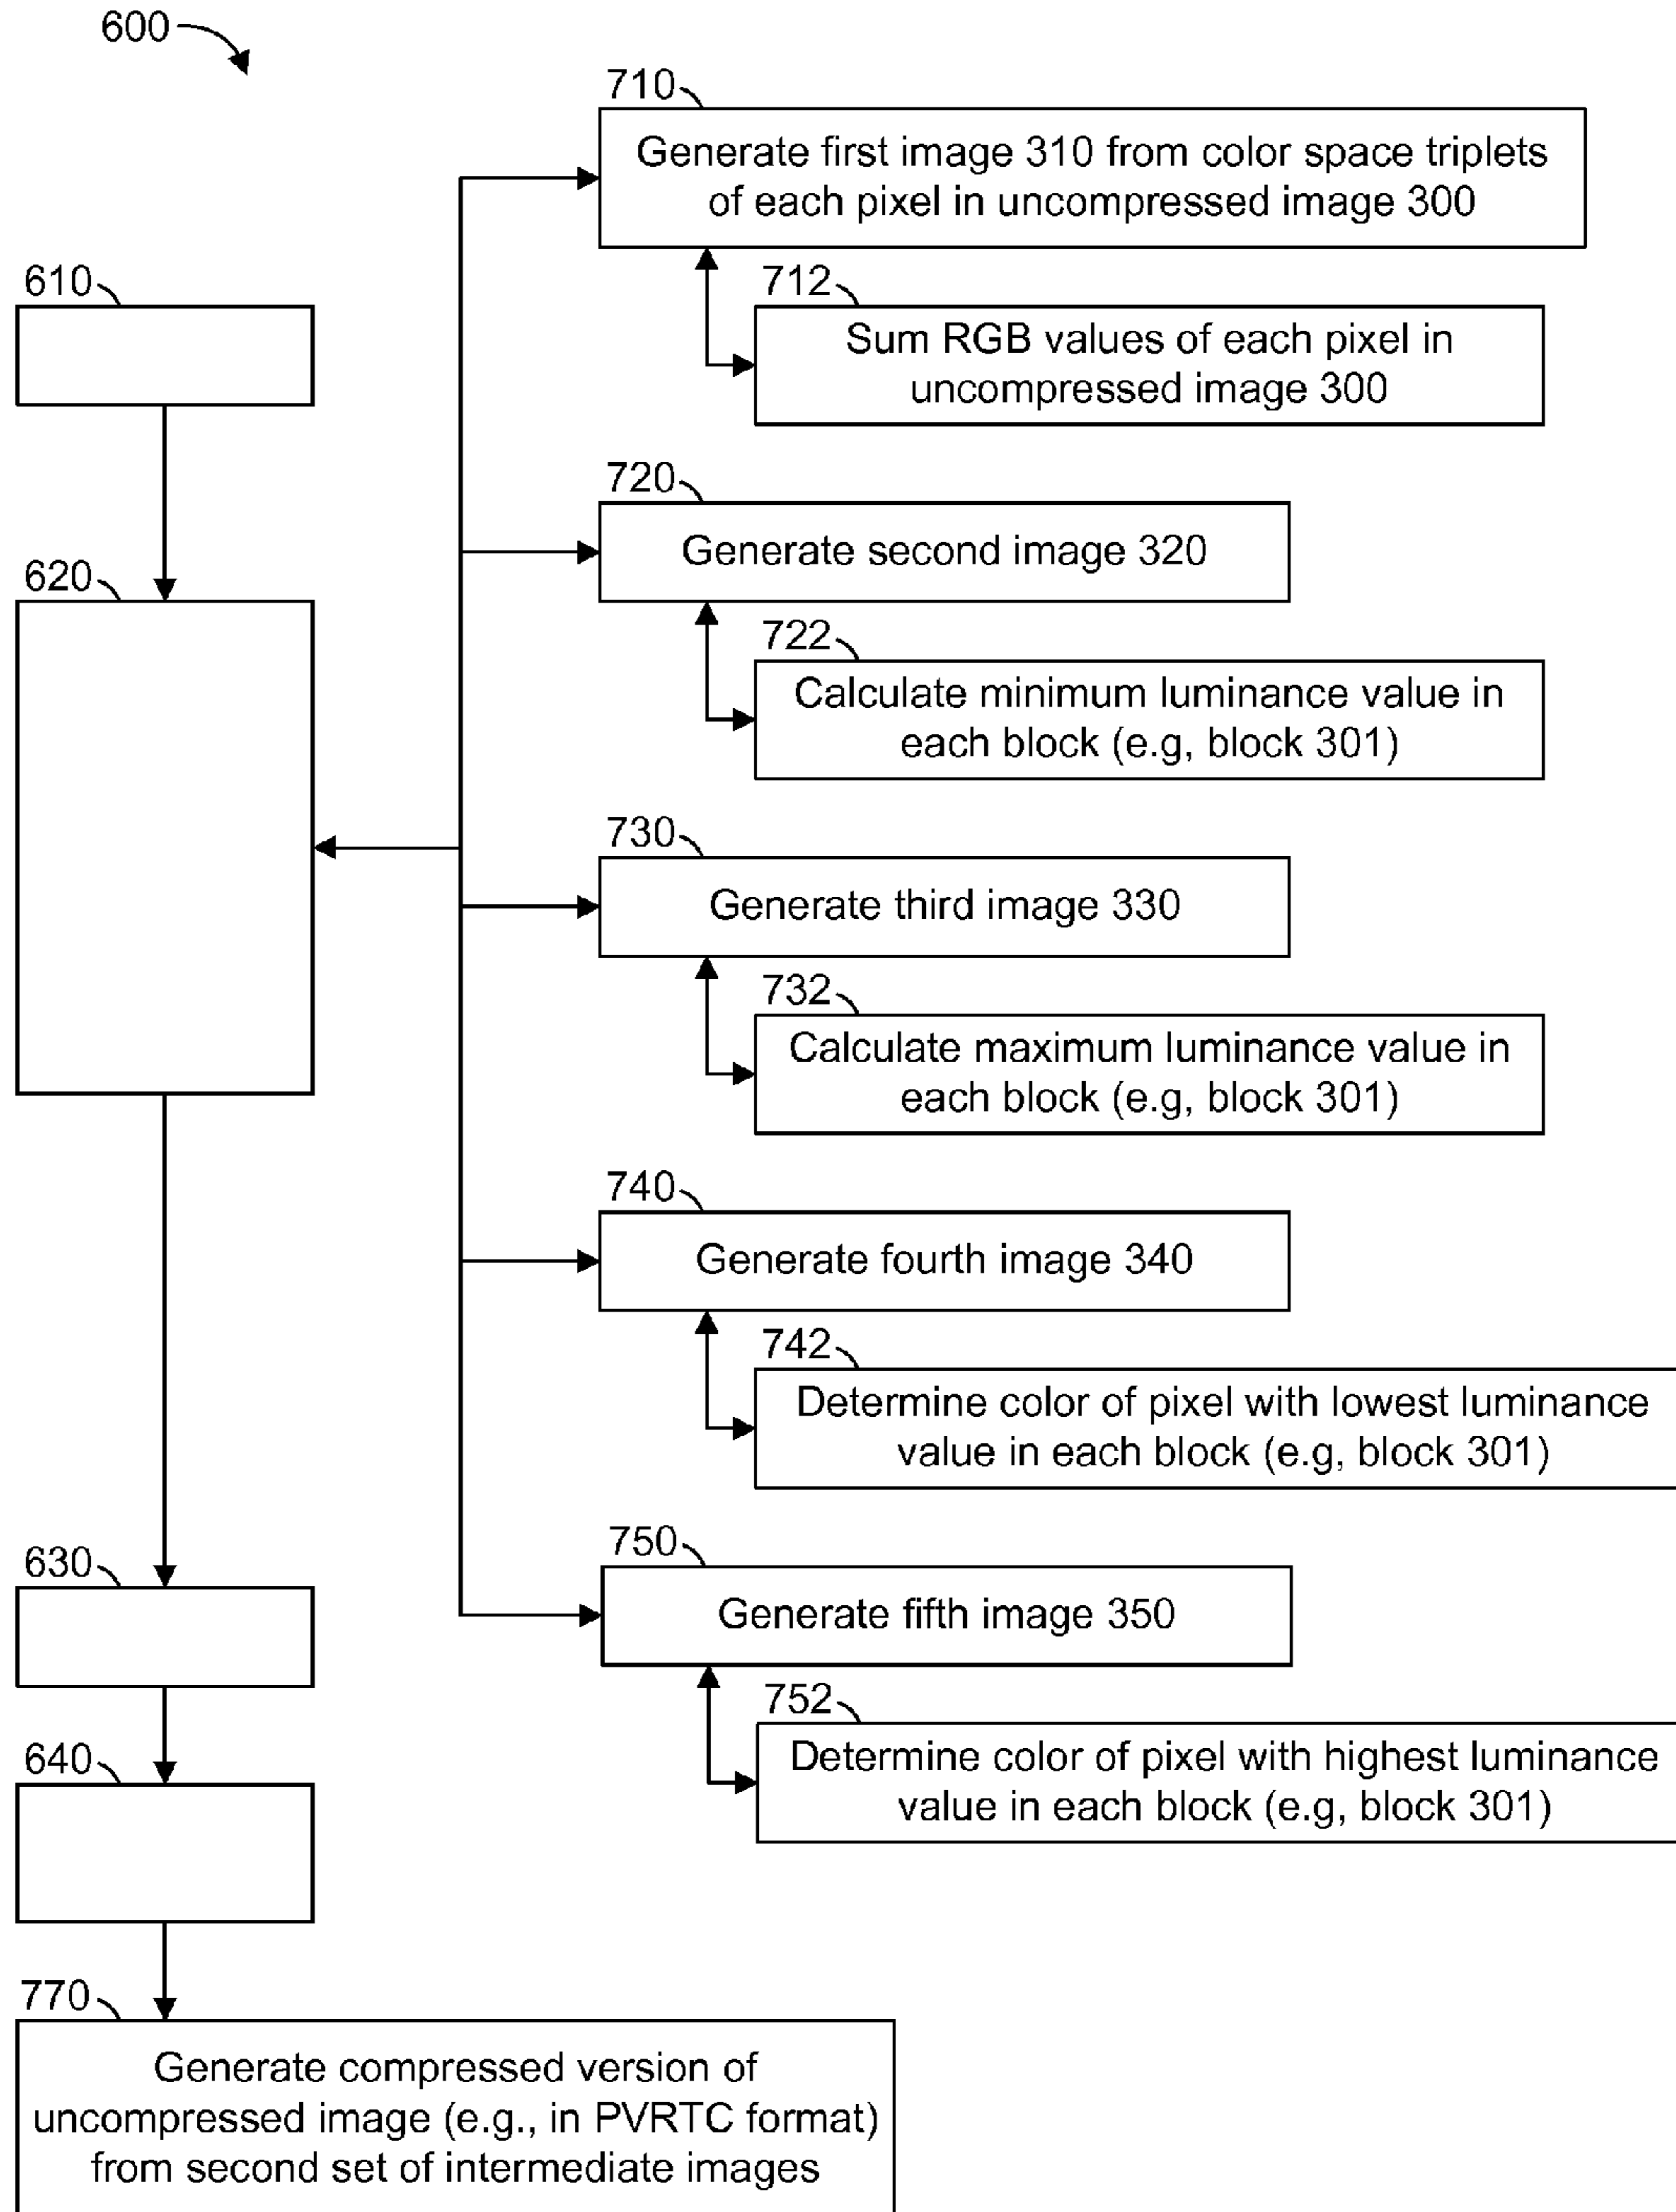 600
710
Generate first image 310 from color space triplets
of each pixel in uncompressed image 300
610
712
Sum RGB values of each pixel in
uncompressed image 300
720
Generate second image 320
620
722
Calculate minimum luminance value in
each block (e.g, block 301)
730
Generate third image 330
732
Calculate maximum luminance value in
each block (e.g, block 301)
740
Generate fourth image 340
742
Determine color of pixel with lowest luminance
value in each block (e.g, block 301)
630
750
Generate fifth image 350
640
752
Determine color of pixel with highest luminance
value in each block (e.g, block 301)
770
Generate compressed version of
uncompressed image (e.g., in PVRTC format)
from second set of intermediate images